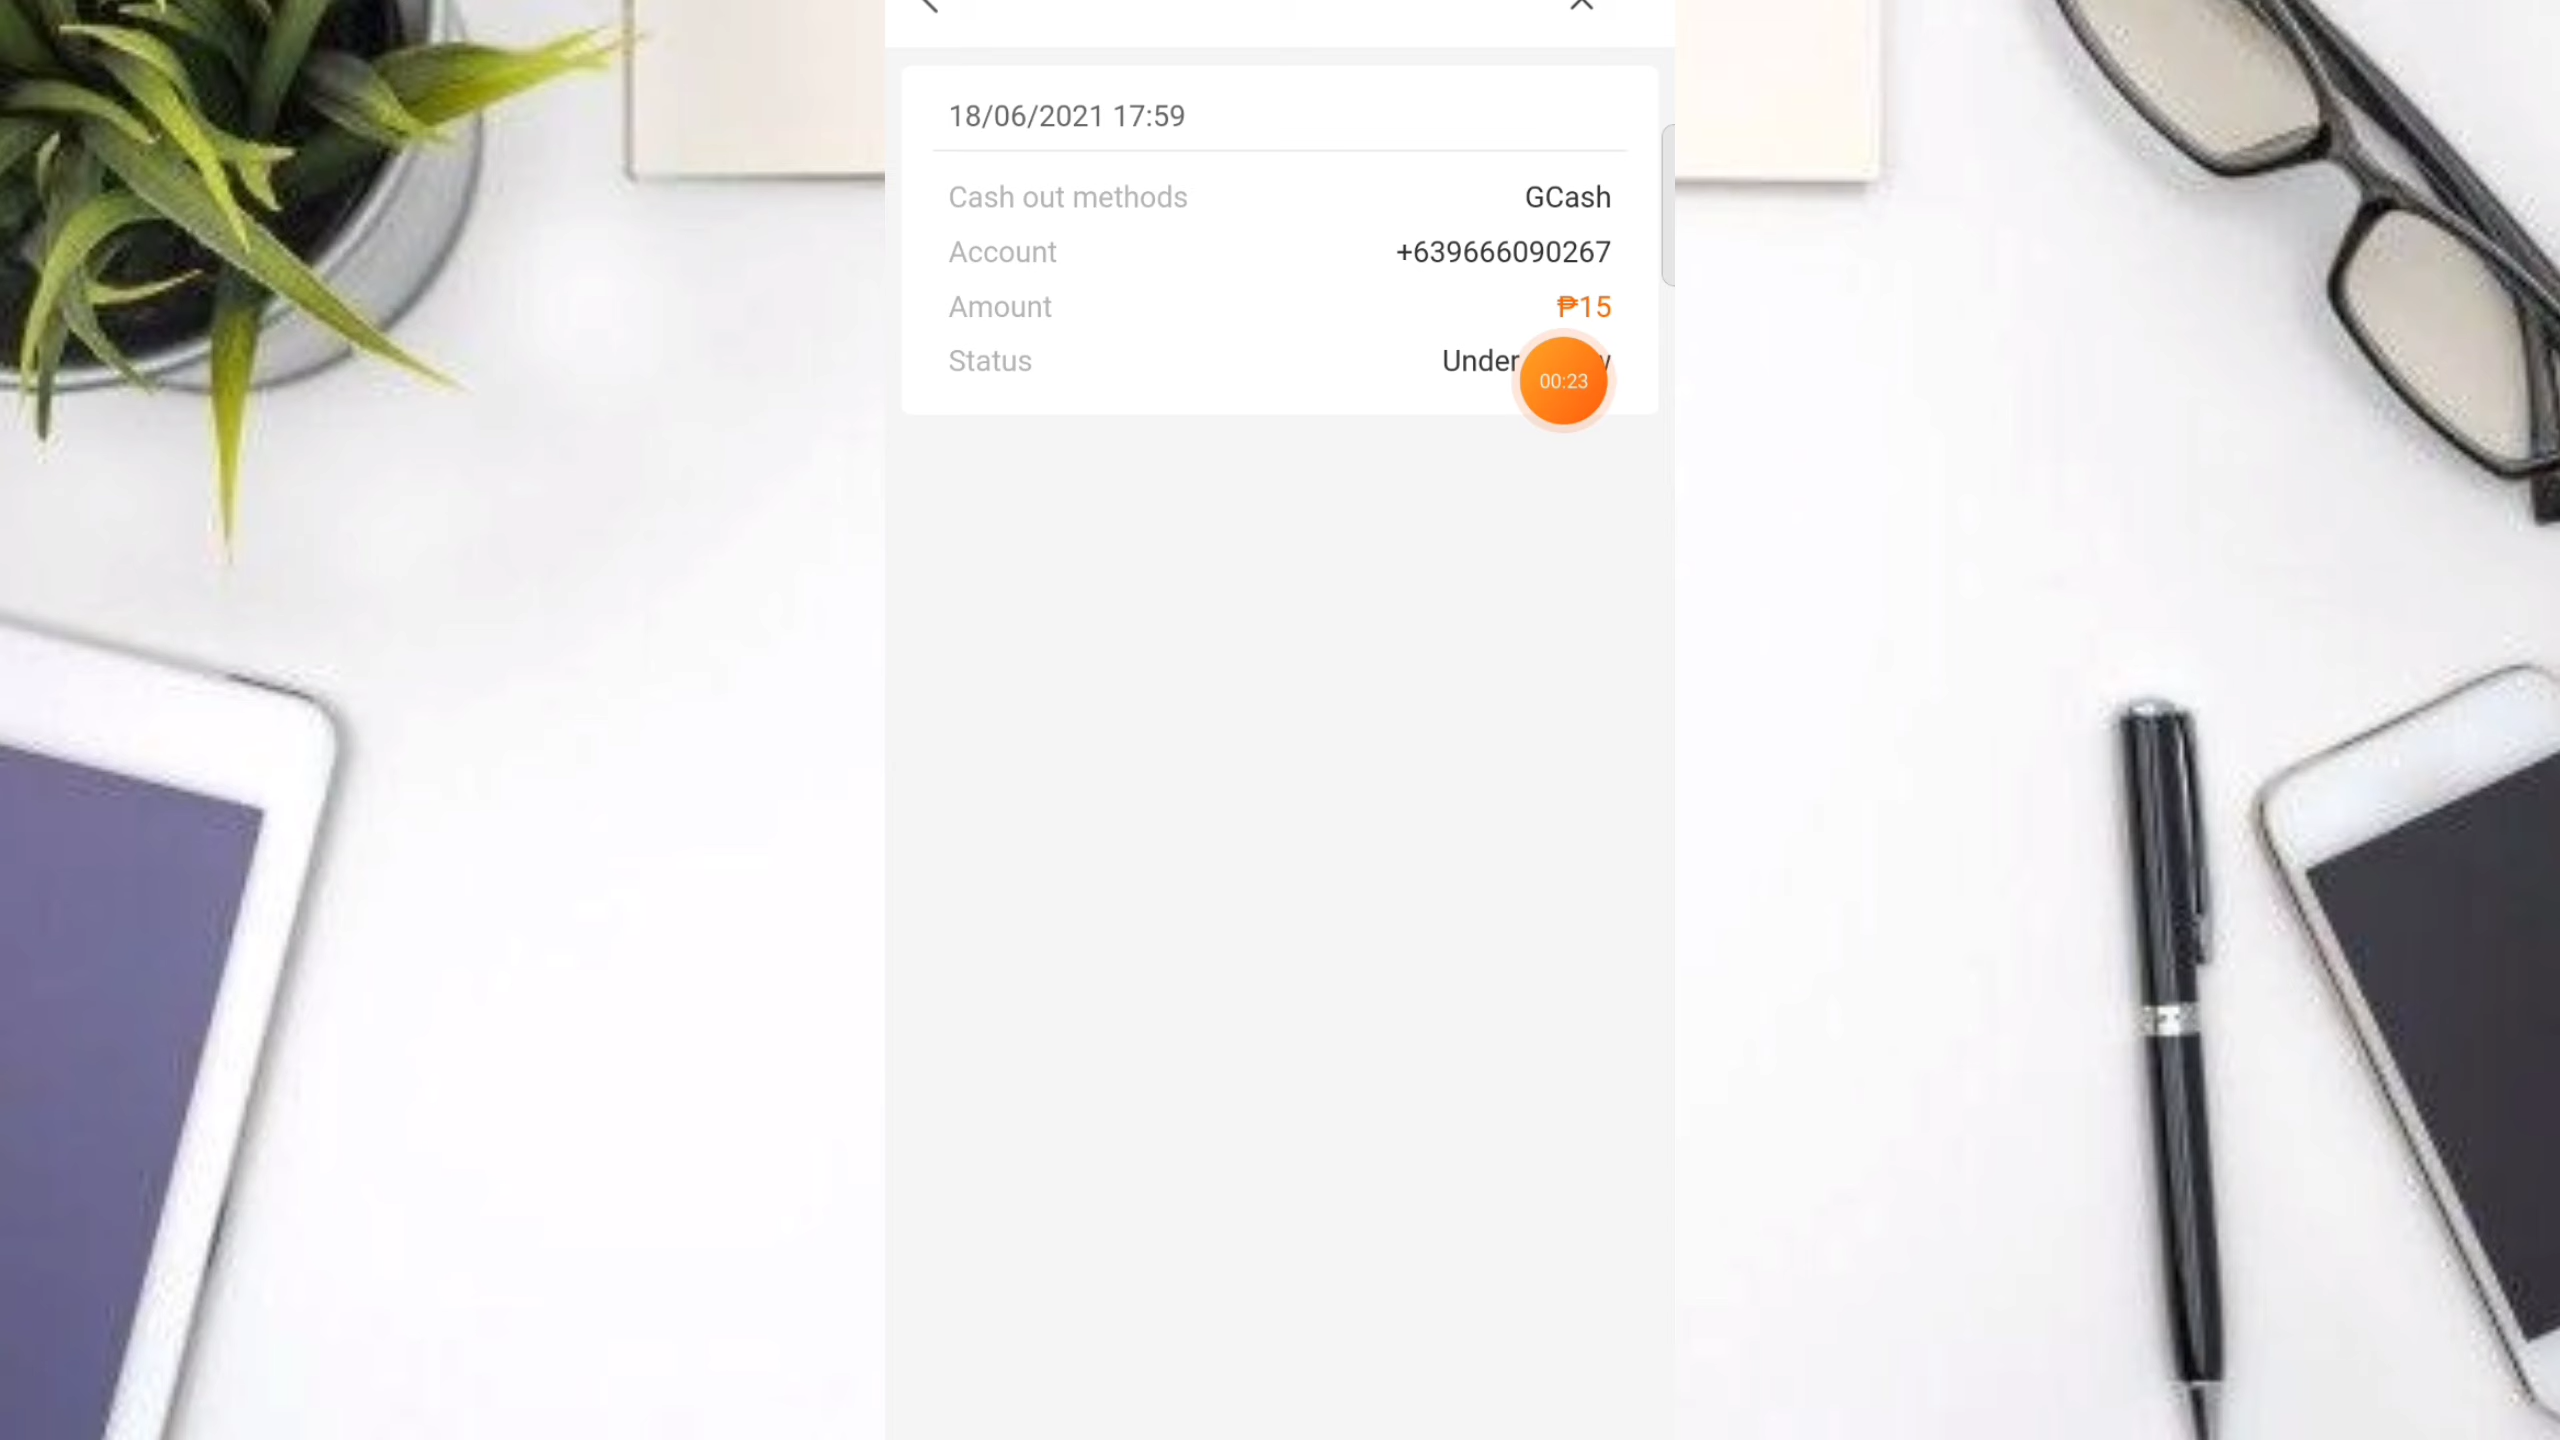 18/06/2021 17:59
Cash out methods GCash
Account +639666090267
Amount ₱15
Status Under
00:23